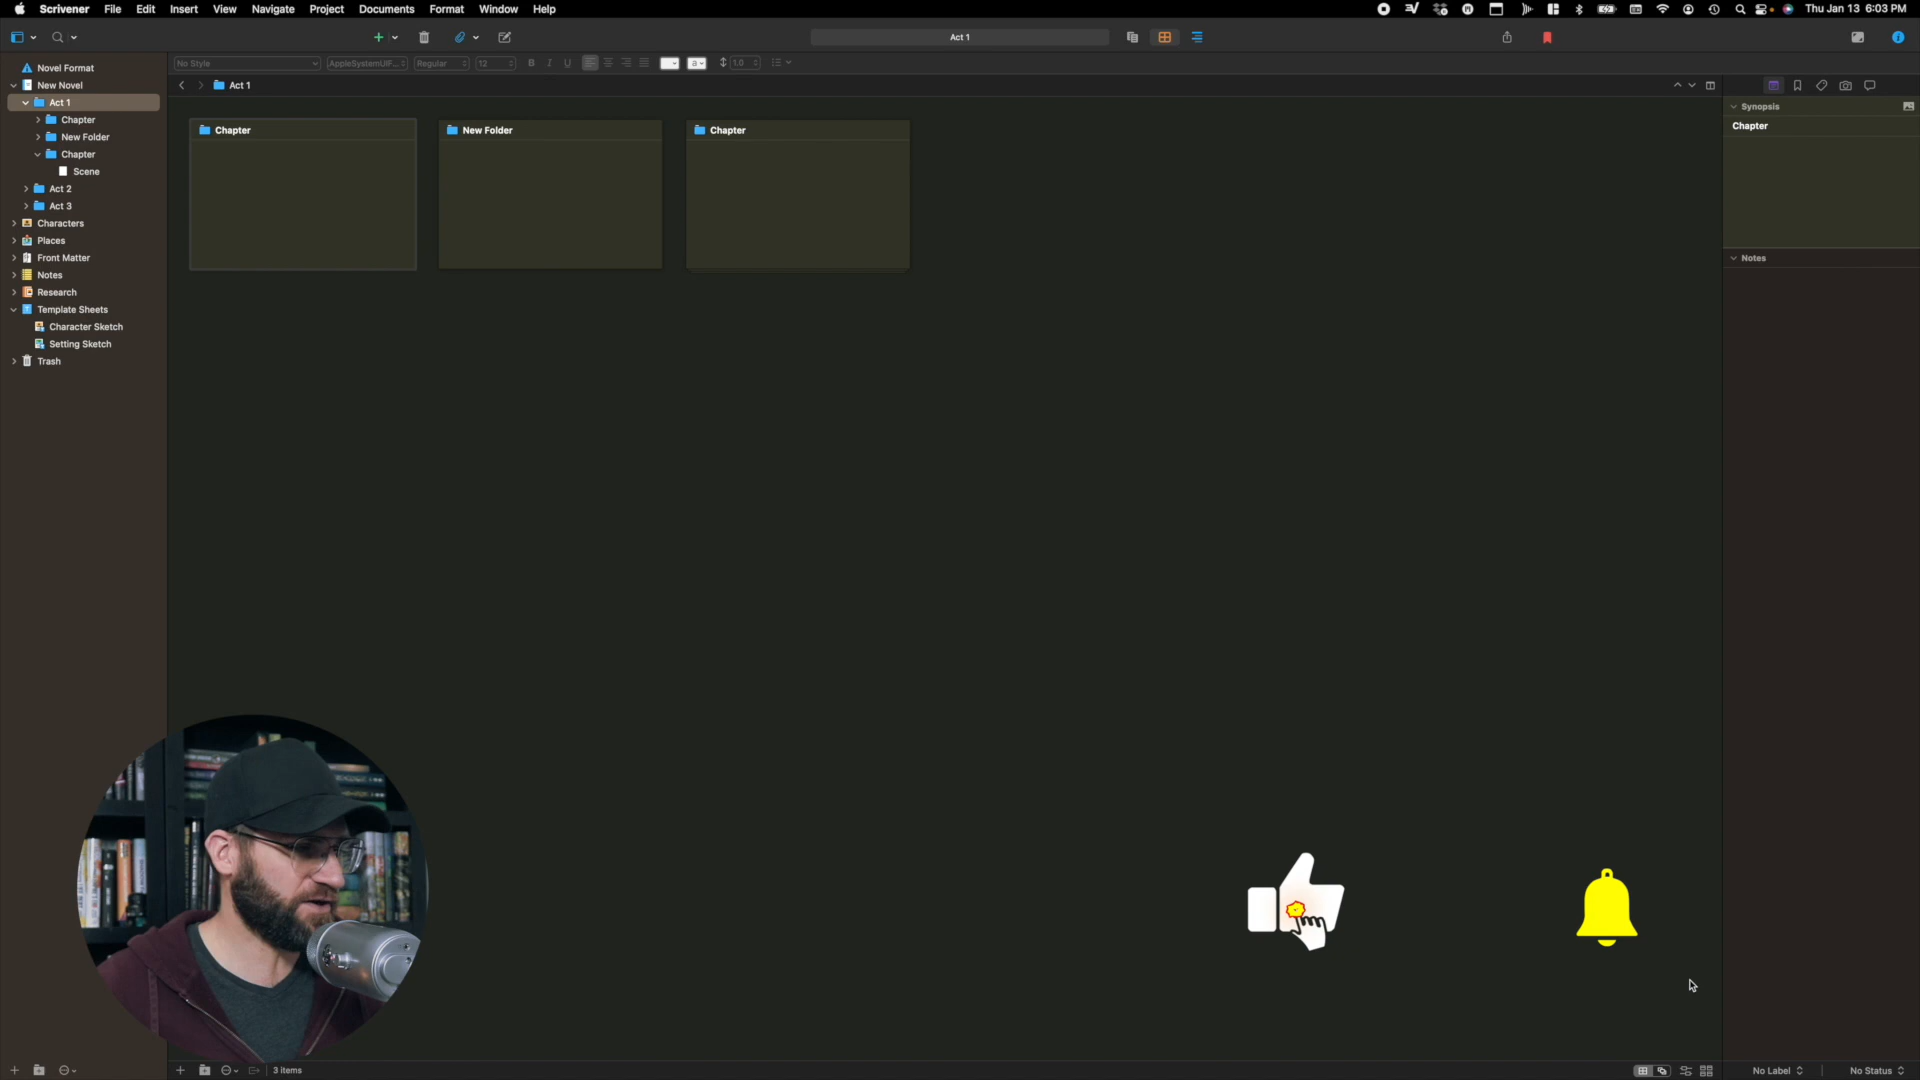 Scrivener File Edit Insert View Navigate Project Documents Format Window Help
Thu Jan 13 6:03 PM
Act 1
No Style
AppleSystemUIF...
Regular
12
B I U
a
1.0
Novel Format
New Novel
Act 1
Chapter
New Folder
Chapter
Scene
Act 2
Act 3
Characters
Places
Front Matter
Notes
Research
Template Sheets
Character Sketch
Setting Sketch
Trash
Act 1
Chapter
New Folder
Chapter
Synopsis
Chapter
Notes
3 items
No Label
No Status